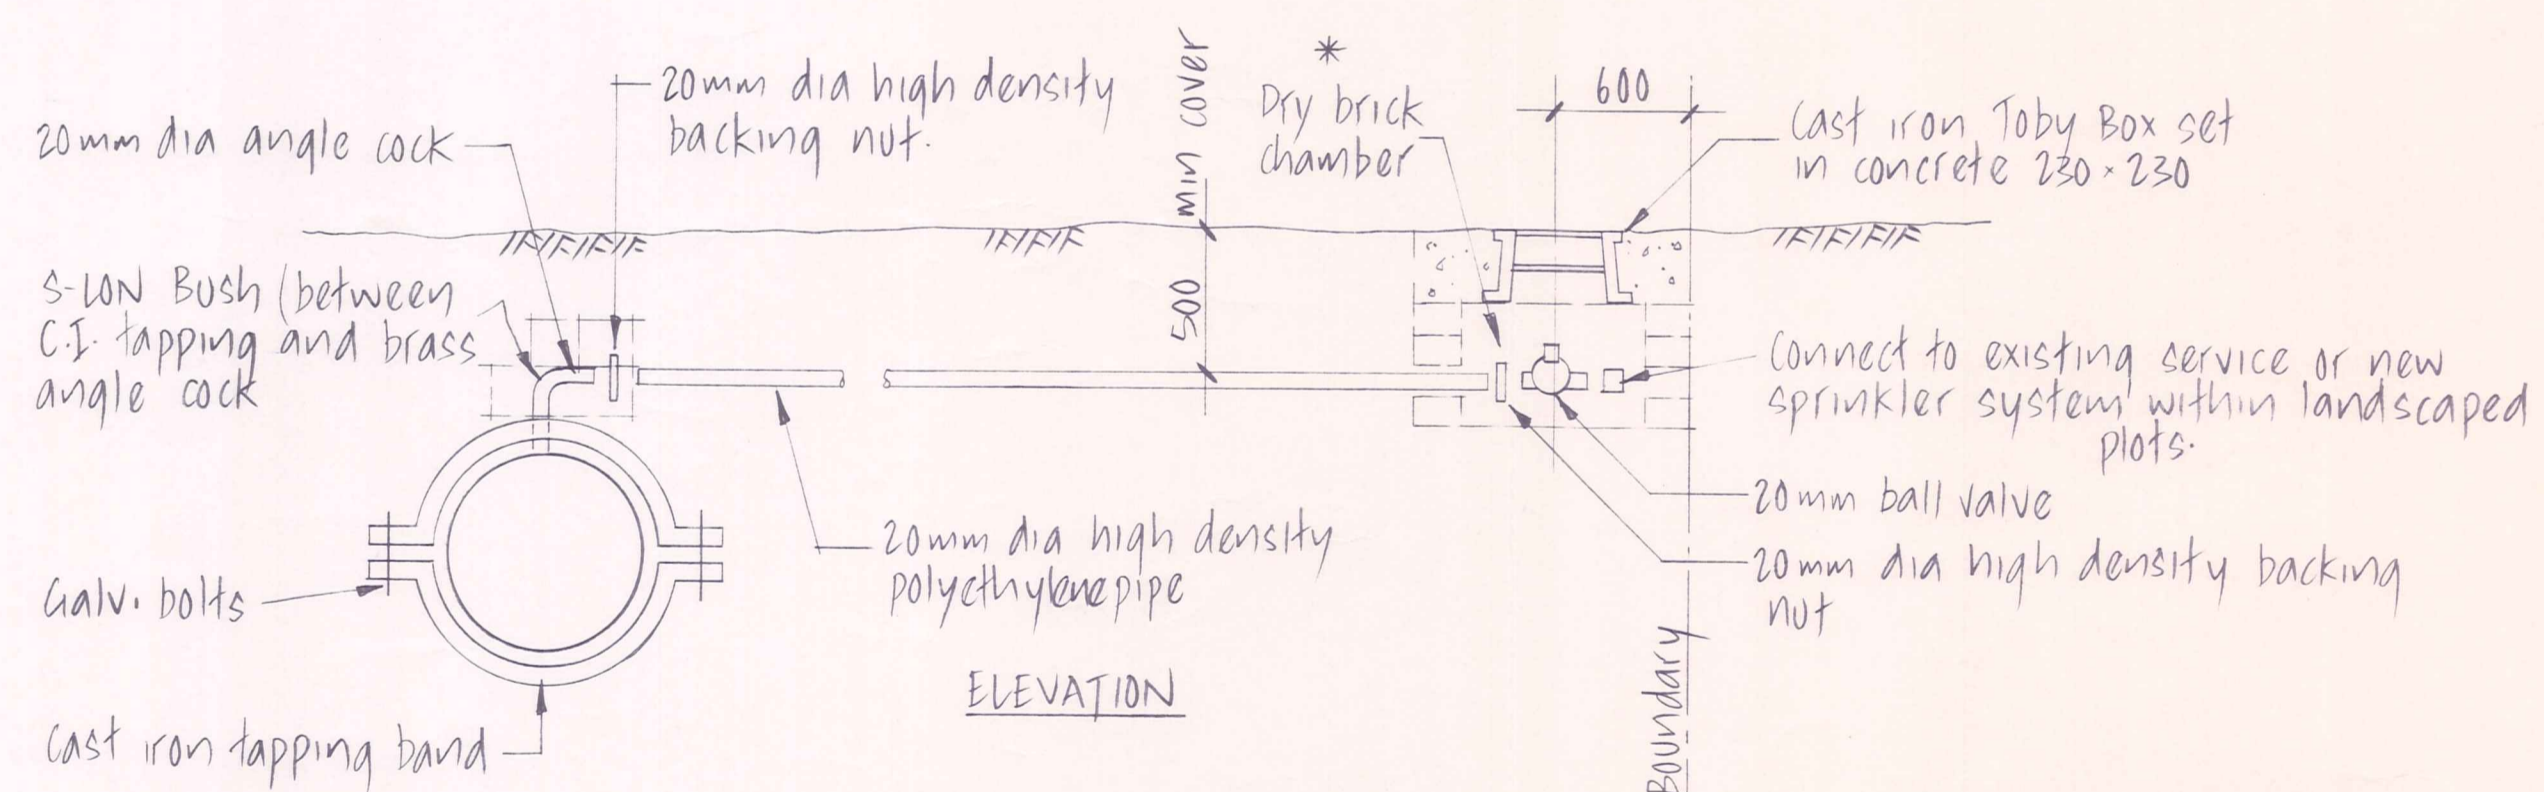 20mm dia high density
backing nut.
20mm dia angle cock
S-LON Bush (between
C.I. tapping and brass
angle cock
Galv. bolts
Cast iron tapping band
20mm dia high density
polyethylene pipe
ELEVATION
min cover
500
*
Dry brick
chamber
600
Cast iron Toby Box set
in concrete 230 × 230
Connect to existing service or new
sprinkler system within landscaped
plots.
20mm ball valve
20mm dia high density backing
nut
Boundary